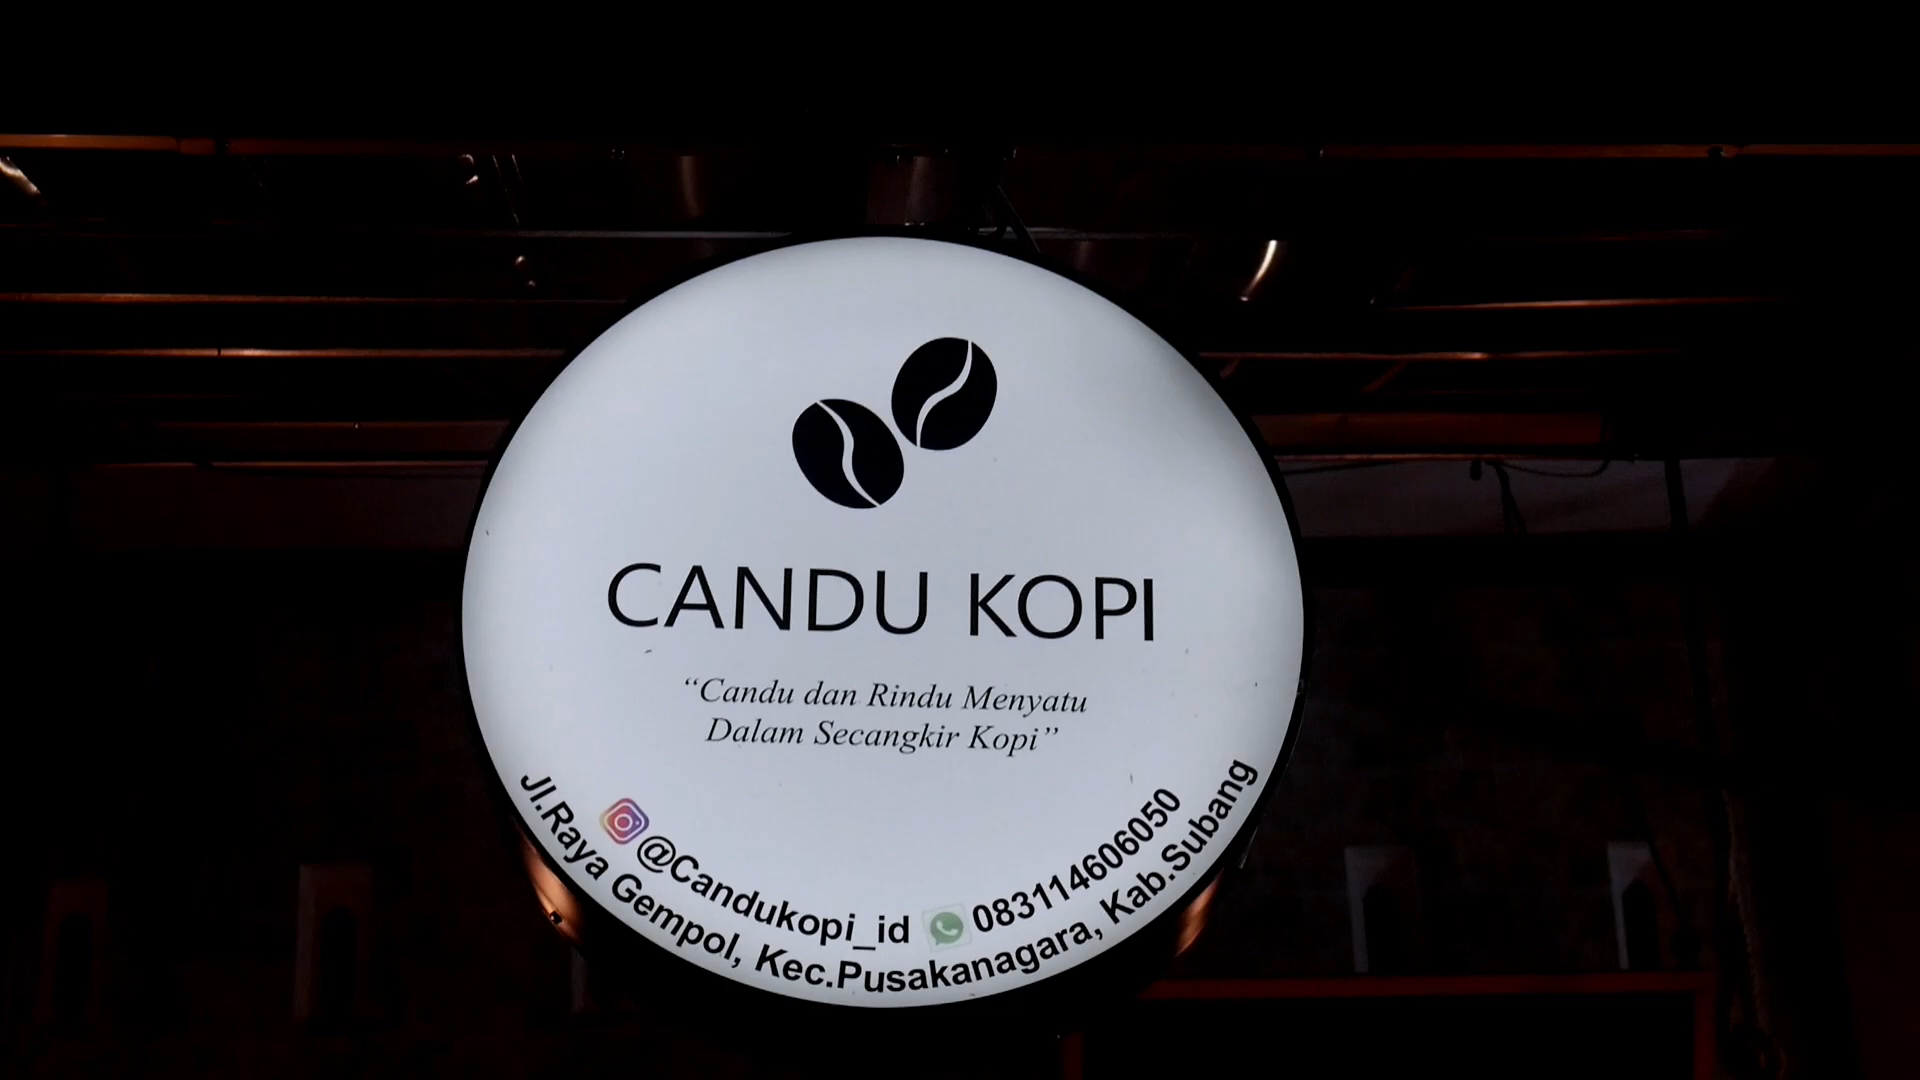 CANDU KOPI
“Candu dan Rindu Menyatu
Dalam Secangkir Kopi”
@Candukopi_id 083114606050
Jl.Raya Gempol, Kec.Pusakanagara, Kab.Subang